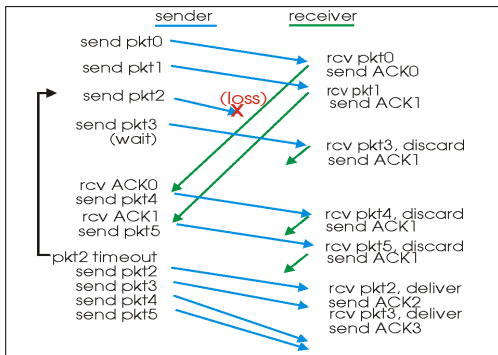 sender
receiver
send pkt0
send pkt1
send pkt2
send pkt3
(wait)
(loss)
rcv ACK0
send pkt4
rcv ACK1
send pkt5
pkt2 timeout
send pkt2
send pkt3
send pkt4
send pkt5
rcv pkt0
send ACK0
rcv pkt1
send ACK1
rcv pkt3, discard
send ACK1
rcv pkt4, discard
send ACK1
rcv pkt5, discard
send ACK1
rcv pkt2, deliver
send ACK2
rcv pkt3, deliver
send ACK3